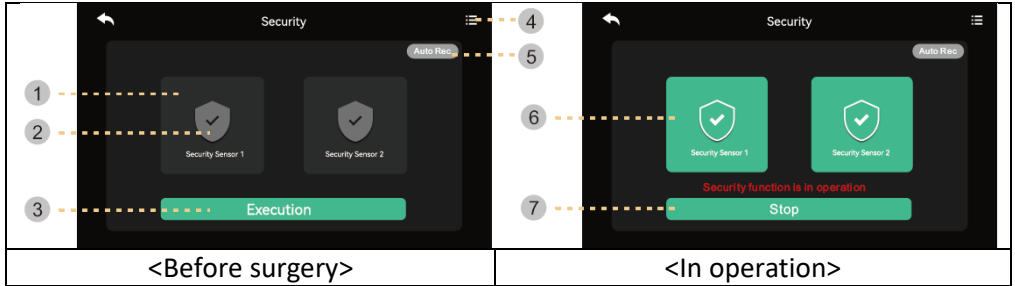 Security
4
Auto Rec
5
1
2
Security Sensor 1
Security Sensor 2
3
Execution
Security
Auto Rec
6
Security Sensor 1
Security Sensor 2
Security function is in operation
7
Stop
<Before surgery>
<In operation>